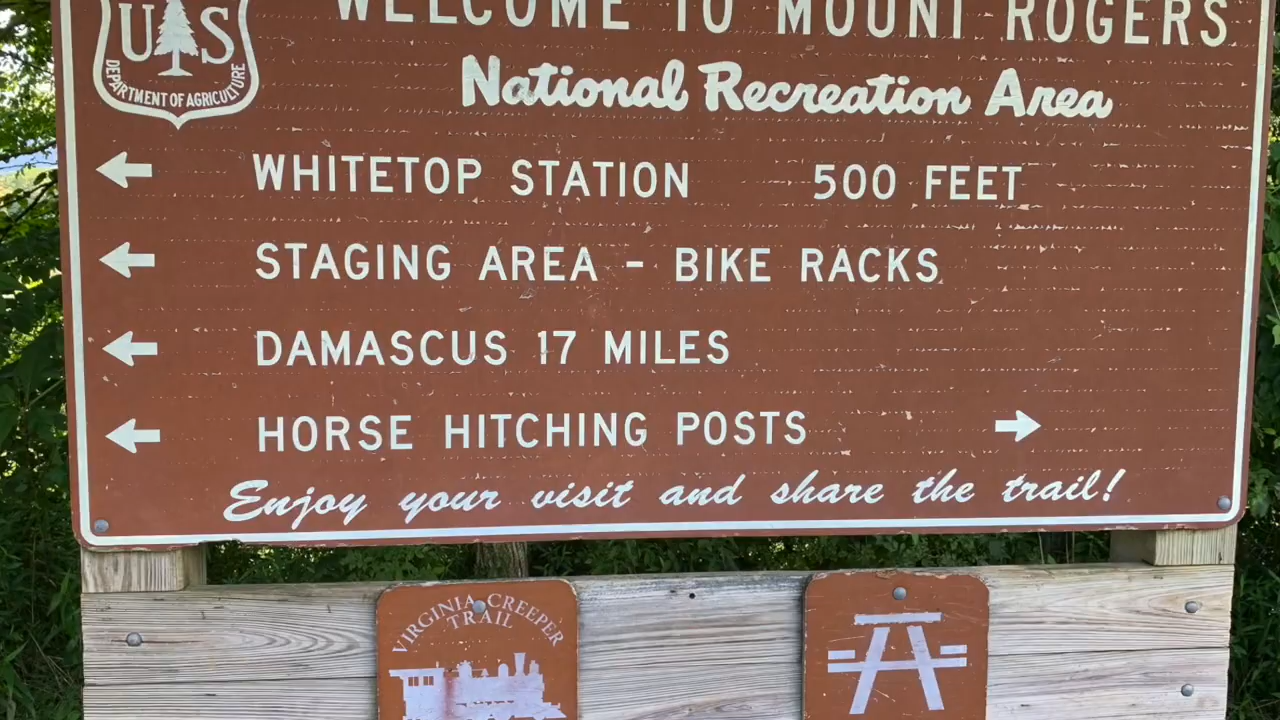 US
DEPARTMENT OF AGRICULTURE
WELCOME TO MOUNT ROGERS
National Recreation Area
WHITETOP STATION 500 FEET
STAGING AREA - BIKE RACKS
DAMASCUS 17 MILES
HORSE HITCHING POSTS
Enjoy your visit and share the trail!
VIRGINIA CREEPER
TRAIL